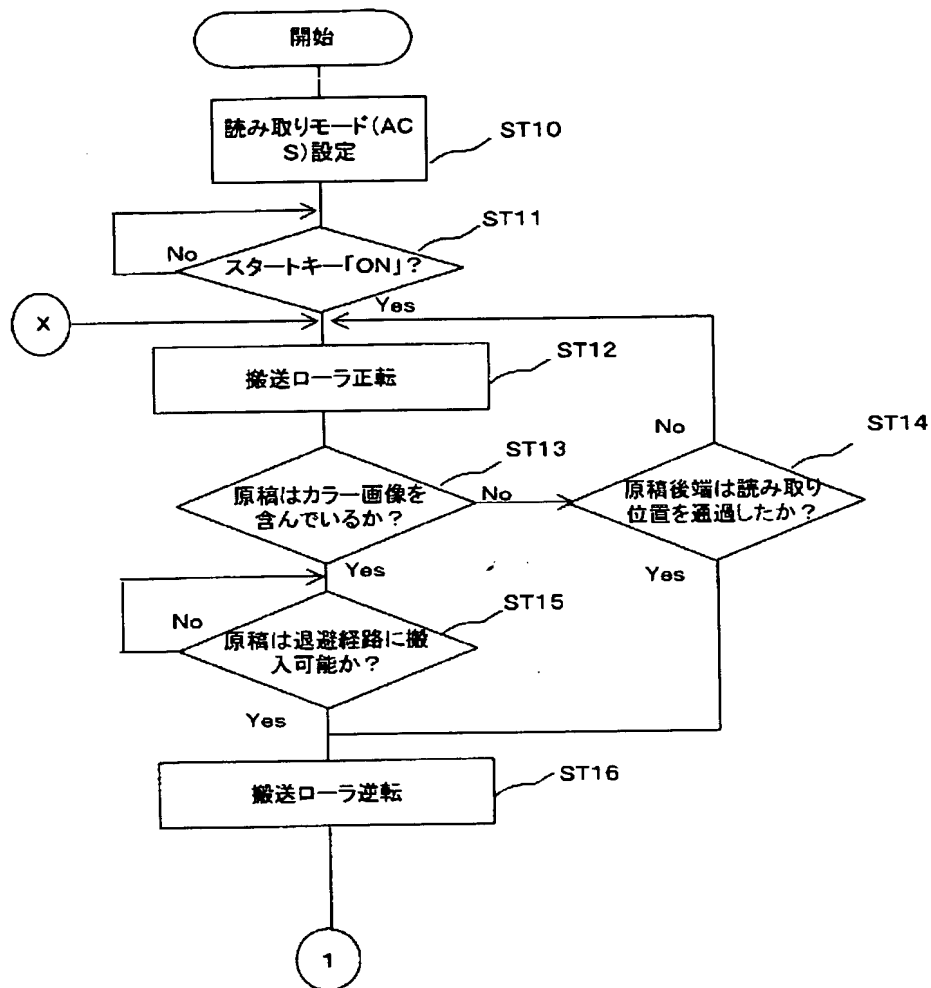 開始
読み取りモード(AC
S)設定
ST10
ST11
No
スタートキー「ON」?
Yes
X
ST12
搬送ローラ正転
No
ST14
ST13
原稿はカラー画像を
含んでいるか?
No
原稿後端は読み取り
位置を通過したか?
Yes
Yes
ST15
No
原稿は退避経路に搬
入可能か?
Yes
ST16
搬送ローラ逆転
1